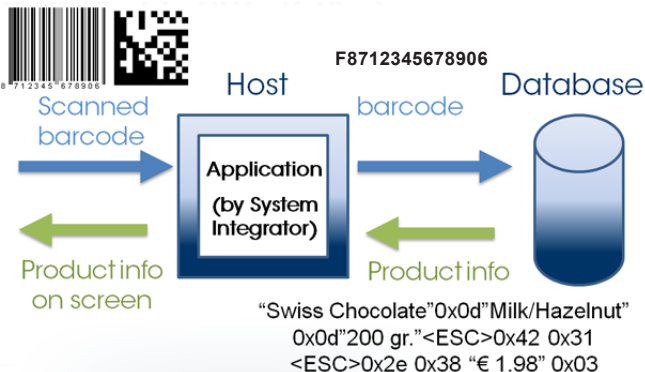 8 712345 678906
F8712345678906
Host
Database
Scanned
barcode
barcode
Application
(by System
Integrator)
Product info
on screen
Product info
“Swiss Chocolate”0x0d”Milk/Hazelnut”
0x0d”200 gr.”<ESC>0x42 0x31
<ESC>0x2e 0x38 “€ 1.98” 0x03